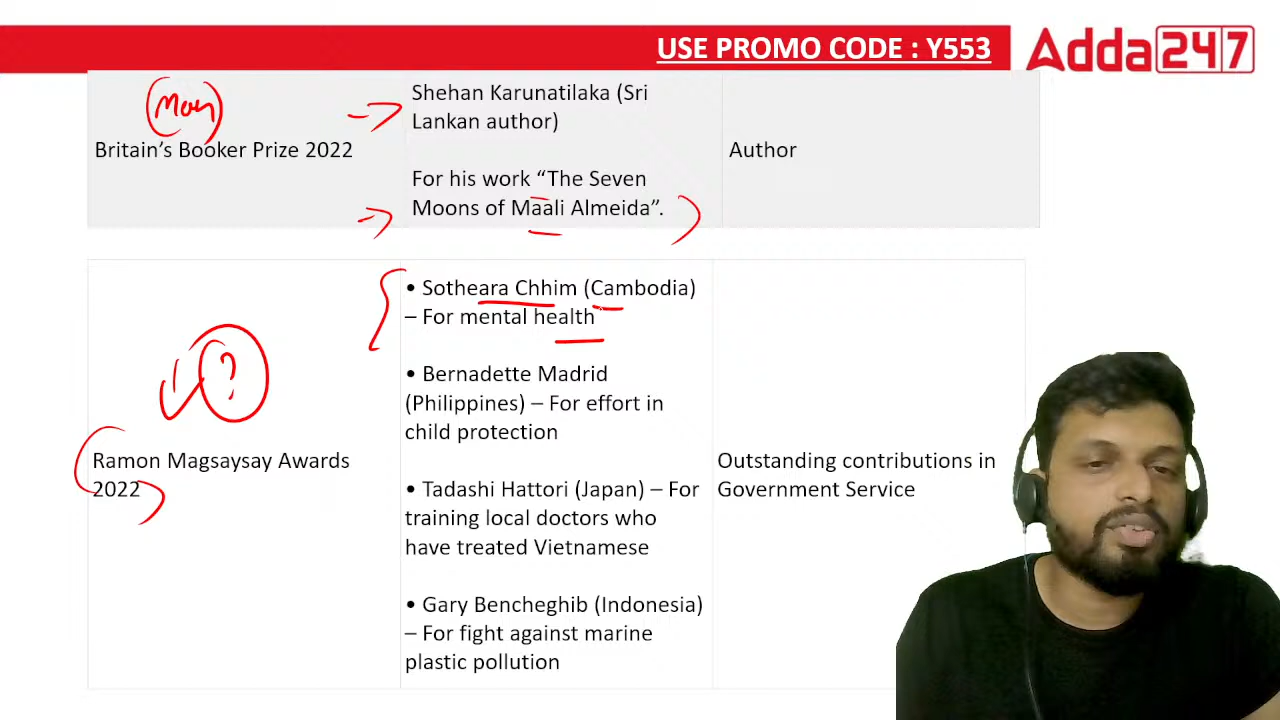 USE PROMO CODE : Y553
Adda247
Shehan Karunatilaka (Sri
Lankan author)
Britain’s Booker Prize 2022
Author
For his work “The Seven
Moons of Maali Almeida”.
• Sotheara Chhim (Cambodia)
– For mental health
?
• Bernadette Madrid
(Philippines) – For effort in
child protection
Ramon Magsaysay Awards
2022
Outstanding contributions in
Government Service
• Tadashi Hattori (Japan) – For
training local doctors who
have treated Vietnamese
• Gary Bencheghib (Indonesia)
– For fight against marine
plastic pollution